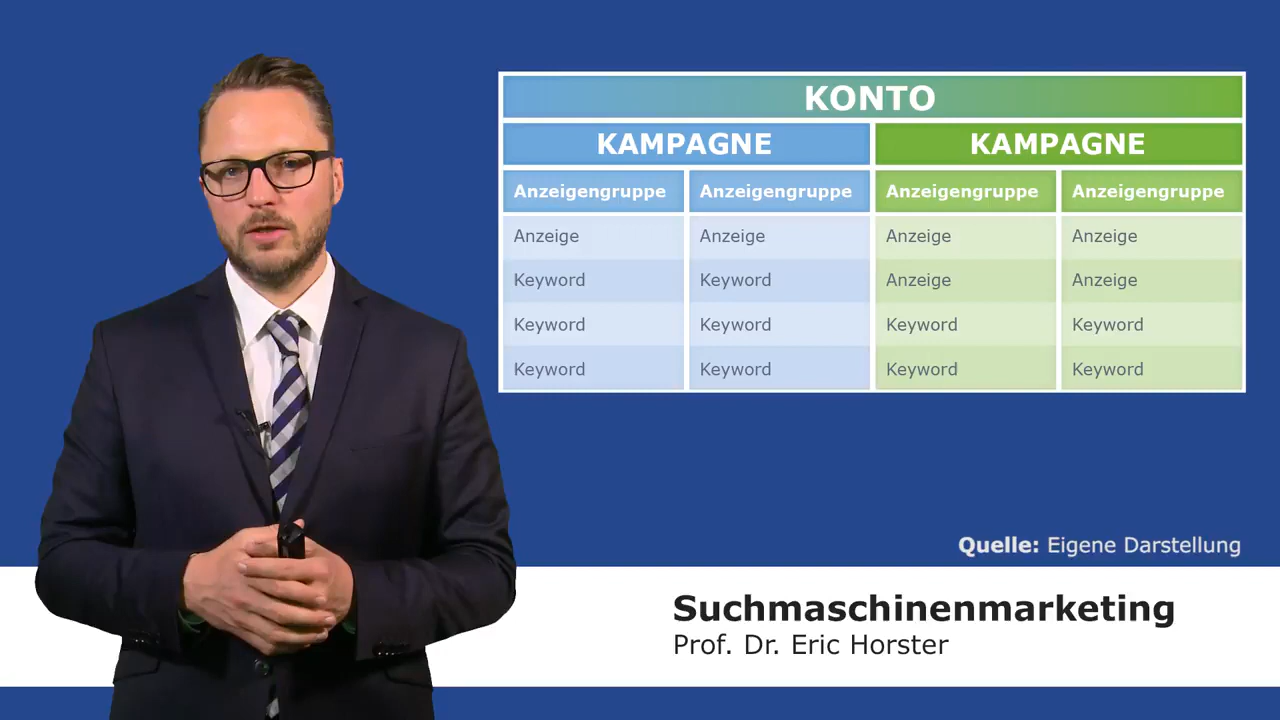 KONTO
KAMPAGNE KAMPAGNE
Anzeigengruppe Anzeigengruppe Anzeigengruppe Anzeigengruppe
Anzeige Anzeige Anzeige Anzeige
Keyword Keyword Anzeige Anzeige
Keyword Keyword Keyword Keyword
Keyword Keyword Keyword Keyword
Quelle: Eigene Darstellung
Suchmaschinenmarketing
Prof. Dr. Eric Horster